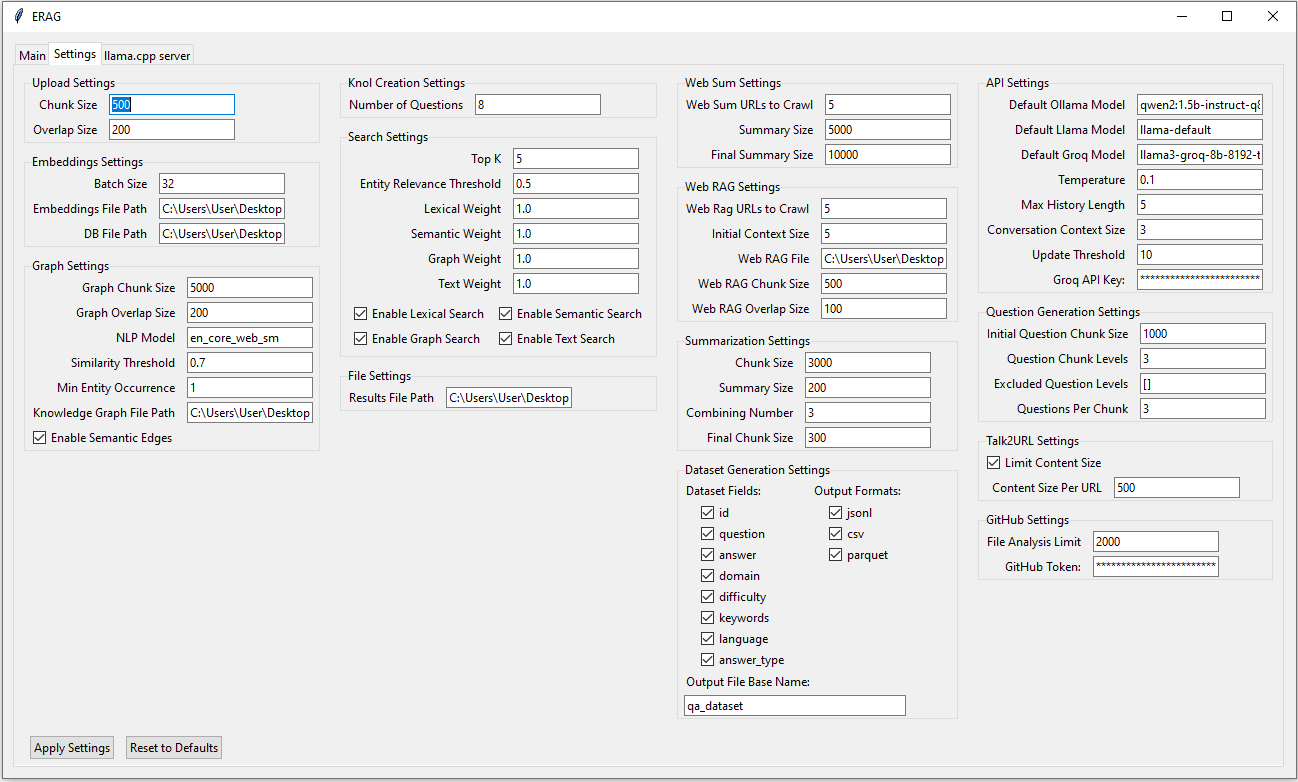 ERAG
Main Settings llama.cpp server
Upload Settings
Chunk Size 500
Overlap Size 200
Embeddings Settings
Batch Size 32
Embeddings File Path C:\Users\User\Desktop
DB File Path C:\Users\User\Desktop
Graph Settings
Graph Chunk Size 5000
Graph Overlap Size 200
NLP Model en_core_web_sm
Similarity Threshold 0.7
Min Entity Occurrence 1
Knowledge Graph File Path C:\Users\User\Desktop
Enable Semantic Edges
Knol Creation Settings
Number of Questions 8
Search Settings
Top K 5
Entity Relevance Threshold 0.5
Lexical Weight 1.0
Semantic Weight 1.0
Graph Weight 1.0
Text Weight 1.0
Enable Lexical Search Enable Semantic Search
Enable Graph Search Enable Text Search
File Settings
Results File Path C:\Users\User\Desktop
Web Sum Settings
Web Sum URLs to Crawl 5
Summary Size 5000
Final Summary Size 10000
Web RAG Settings
Web Rag URLs to Crawl 5
Initial Context Size 5
Web RAG File C:\Users\User\Desktop
Web RAG Chunk Size 500
Web RAG Overlap Size 100
Summarization Settings
Chunk Size 3000
Summary Size 200
Combining Number 3
Final Chunk Size 300
Dataset Generation Settings
Dataset Fields: Output Formats:
id jsonl
question csv
answer parquet
domain
difficulty
keywords
language
answer_type
Output File Base Name:
qa_dataset
API Settings
Default Ollama Model qwen2:1.5b-instruct-q8
Default Llama Model llama-default
Default Groq Model llama3-groq-8b-8192-t
Temperature 0.1
Max History Length 5
Conversation Context Size 3
Update Threshold 10
Groq API Key: ************************
Question Generation Settings
Initial Question Chunk Size 1000
Question Chunk Levels 3
Excluded Question Levels []
Questions Per Chunk 3
Talk2URL Settings
Limit Content Size
Content Size Per URL 500
GitHub Settings
File Analysis Limit 2000
GitHub Token: ************************
Apply Settings Reset to Defaults